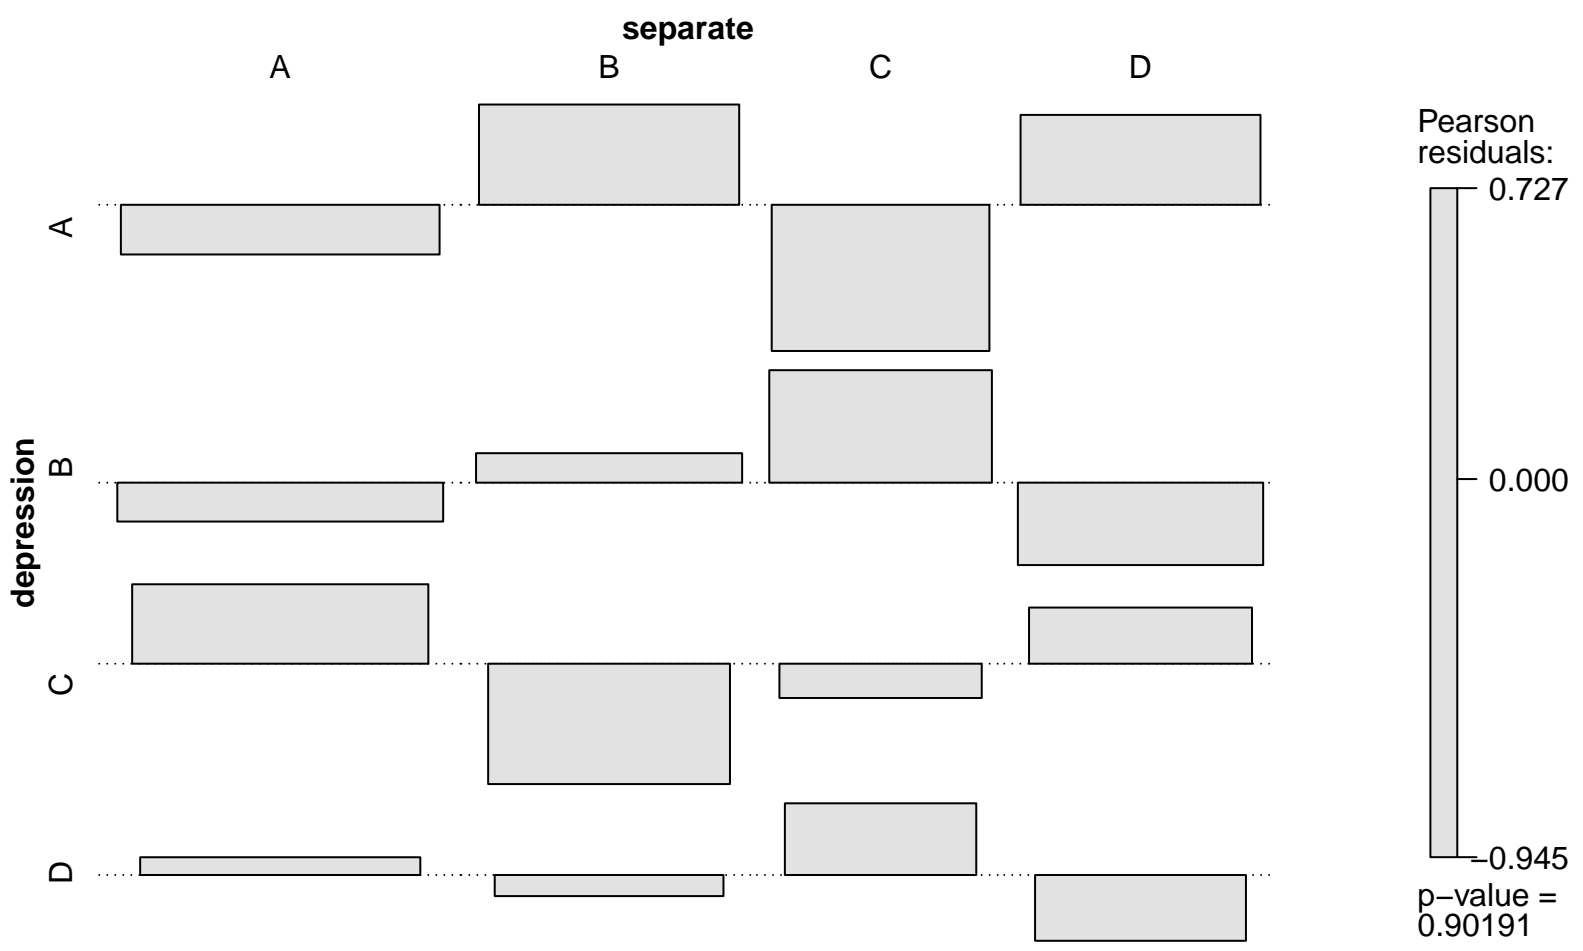 separate
A B C D
depression
A
B
C
D
Pearson
residuals:
0.727
0.000
−0.945
p−value =
0.90191